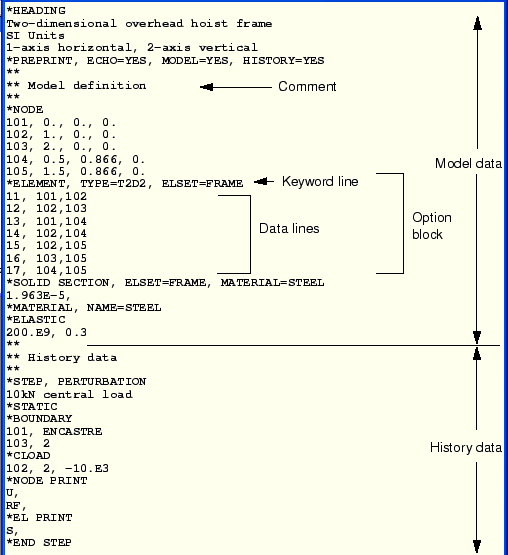 *HEADING
Two-dimensional overhead hoist frame
SI Units
1-axis horizontal, 2-axis vertical
*PREPRINT, ECHO=YES, MODEL=YES, HISTORY=YES
**
** Model definition
Comment
**
*NODE
101, 0., 0., 0.
102, 1., 0., 0.
103, 2., 0., 0.
104, 0.5, 0.866, 0.
105, 1.5, 0.866, 0.
Model data
*ELEMENT, TYPE=T2D2, ELSET=FRAME
Keyword line
11, 101,102
12, 102,103
13, 101,104
14, 102,104
15, 102,105
16, 103,105
17, 104,105
Data lines
Option
block
*SOLID SECTION, ELSET=FRAME, MATERIAL=STEEL
1.963E-5,
*MATERIAL, NAME=STEEL
*ELASTIC
200.E9, 0.3
**
** History data
**
*STEP, PERTURBATION
10kN central load
*STATIC
*BOUNDARY
101, ENCASTRE
103, 2
History data
*CLOAD
102, 2, -10.E3
*NODE PRINT
U,
RF,
*EL PRINT
S,
*END STEP